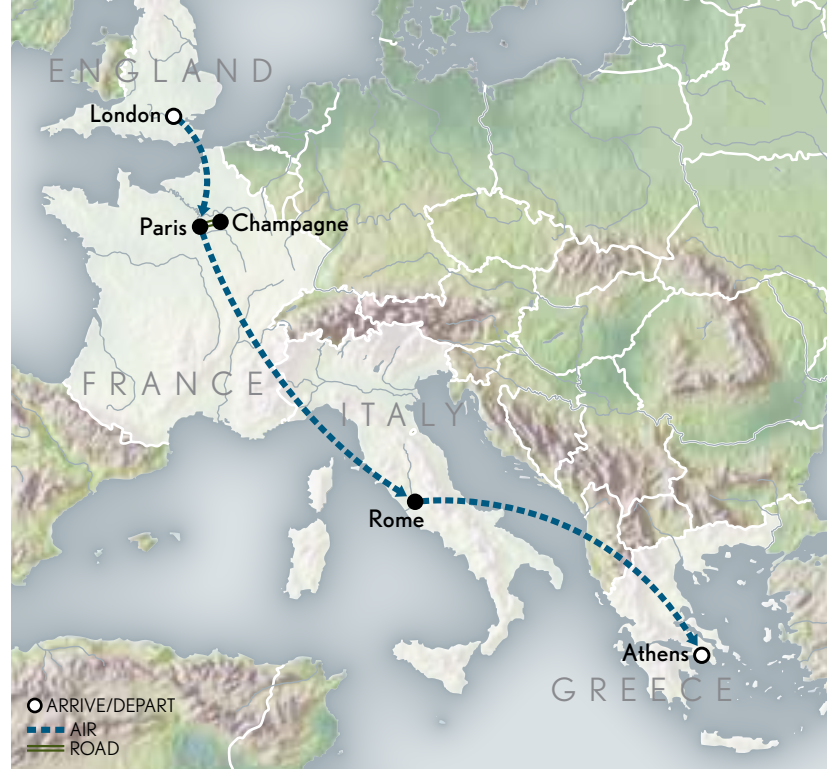 ENGLAND
London
Paris
Champagne
FRANCE
ITALY
Rome
Athens
GREECE
ARRIVE/DEPART
AIR
ROAD